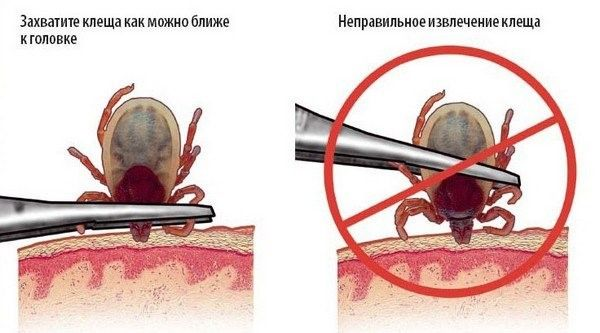 Захватите клеща как можно ближе
к головке
Неправильное извлечение клеща